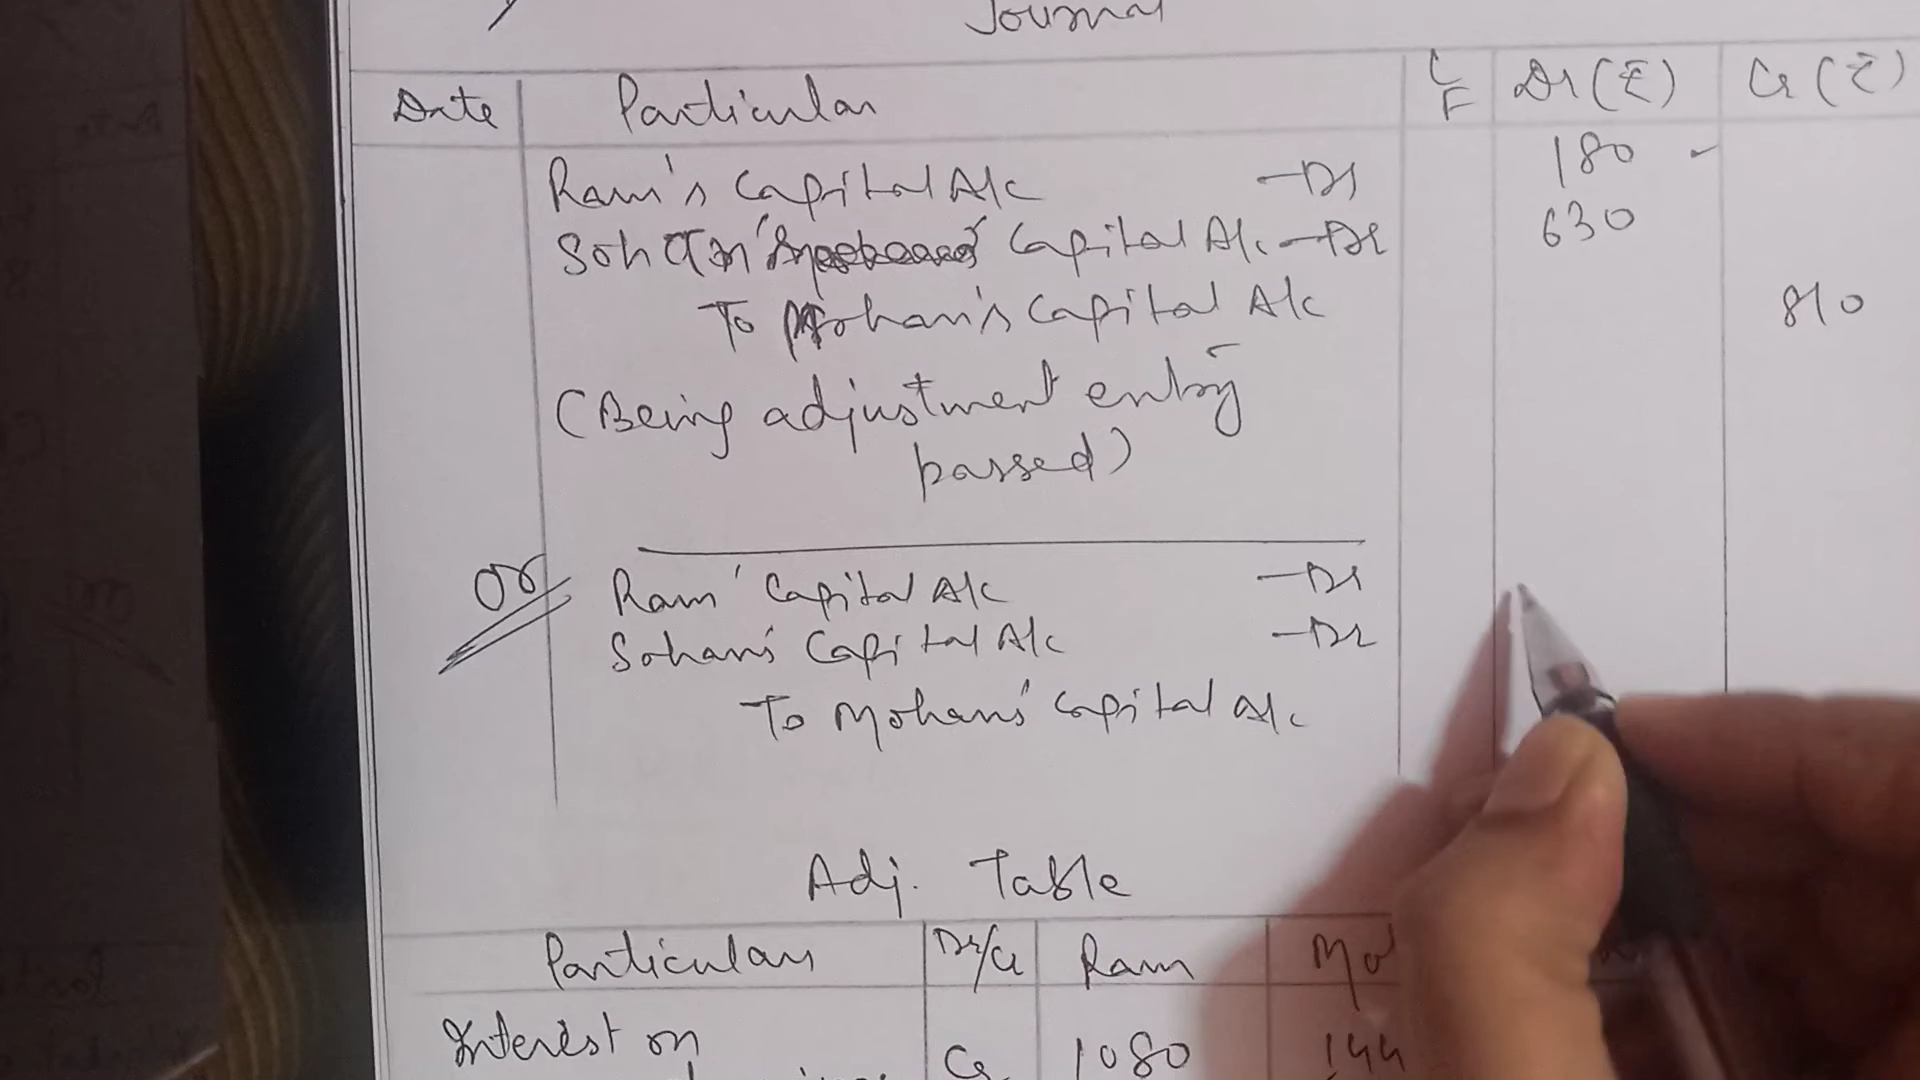 Journal
Date Particular L F Dr (₹) Cr (₹)
Ram's Capital A/c —Dr 180
Sohan's Capital A/c —Dr 630
To Mohan's Capital A/c 810
(Being adjustment entry
passed)
Or Ram' Capital A/c —Dr
Sohan's Capital A/c —Dr
To Mohan's Capital A/c
Adj. Table
Particulars Dr/Cr Ram Mo
Interest on Cr 1080 144